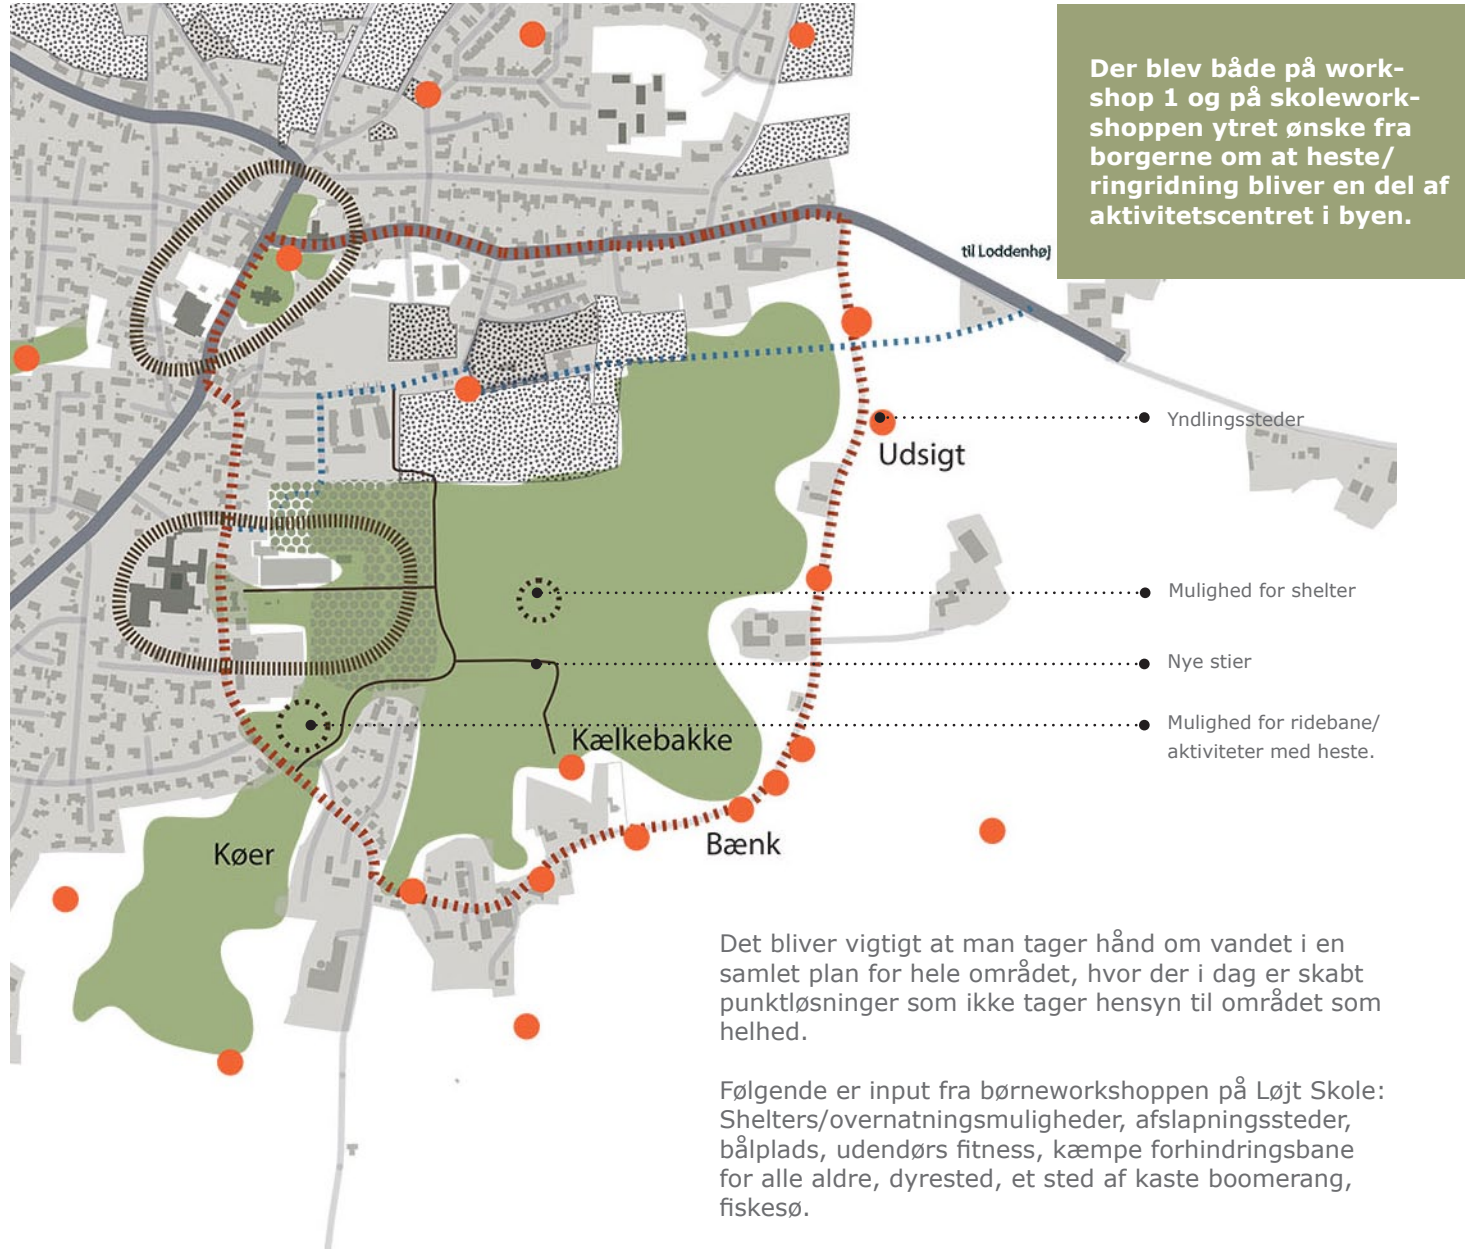 Der blev både på work-
shop 1 og på skolework-
shoppen ytret ønske fra
borgerne om at heste/
ringridning bliver en del af
aktivitetscentret i byen.
til Loddenhøj
Yndlingssteder
Udsigt
Mulighed for shelter
Nye stier
Mulighed for ridebane/
aktiviteter med heste.
Kælkebakke
Bænk
Køer
Det bliver vigtigt at man tager hånd om vandet i en
samlet plan for hele området, hvor der i dag er skabt
punktløsninger som ikke tager hensyn til området som
helhed.
Følgende er input fra børneworkshoppen på Løjt Skole:
Shelters/overnatningsmuligheder, afslapningssteder,
bålplads, udendørs fitness, kæmpe forhindringsbane
for alle aldre, dyrested, et sted af kaste boomerang,
fiskesø.